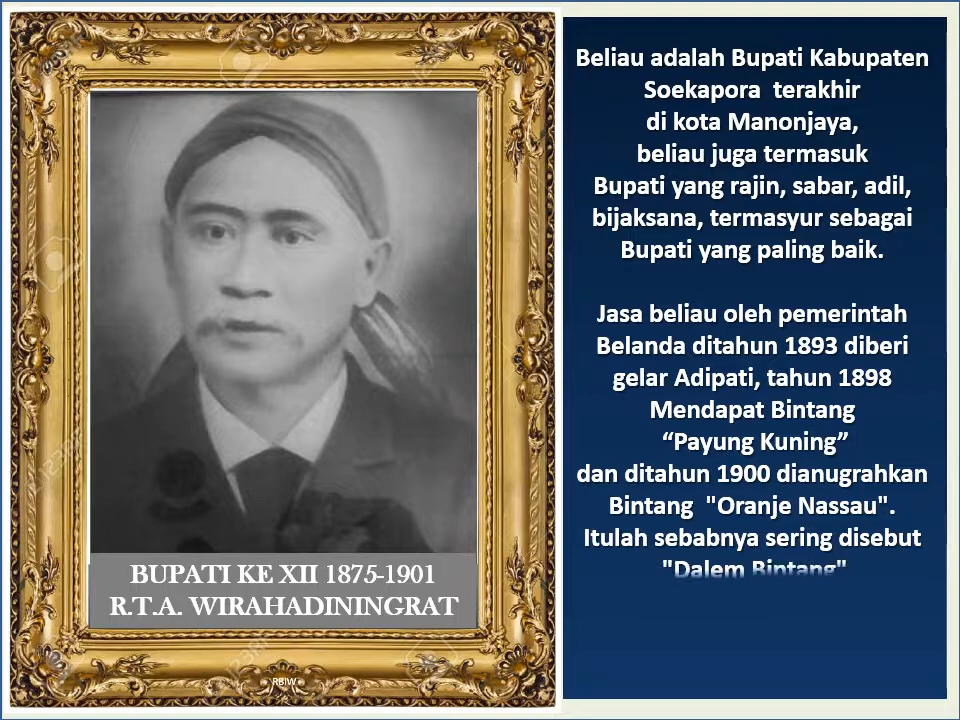 BUPATI KE XII 1875-1901
R.T.A. WIRAHADININGRAT
RBIW
Beliau adalah Bupati Kabupaten
Soekapora terakhir
di kota Manonjaya,
beliau juga termasuk
Bupati yang rajin, sabar, adil,
bijaksana, termasyur sebagai
Bupati yang paling baik.
Jasa beliau oleh pemerintah
Belanda ditahun 1893 diberi
gelar Adipati, tahun 1898
Mendapat Bintang
“Payung Kuning”
dan ditahun 1900 dianugrahkan
Bintang "Oranje Nassau".
Itulah sebabnya sering disebut
"Dalem Bintang"